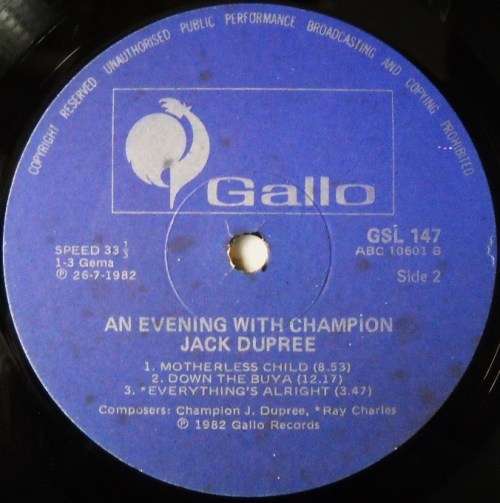 COPYRIGHT RESERVED UNAUTHORISED PUBLIC PERFORMANCE BROADCASTING AND COPYING PROHIBITED
Gallo
GSL 147
ABC 10601 B
Side 2
SPEED 33 1/3
1-3 Gema
℗ 26-7-1982
AN EVENING WITH CHAMPION
JACK DUPREE
1. MOTHERLESS CHILD (8.53)
2. DOWN THE BUYA (12.17)
3. *EVERYTHING'S ALRIGHT (3.47)
Composers: Champion J. Dupree, *Ray Charles
℗ 1982 Gallo Records